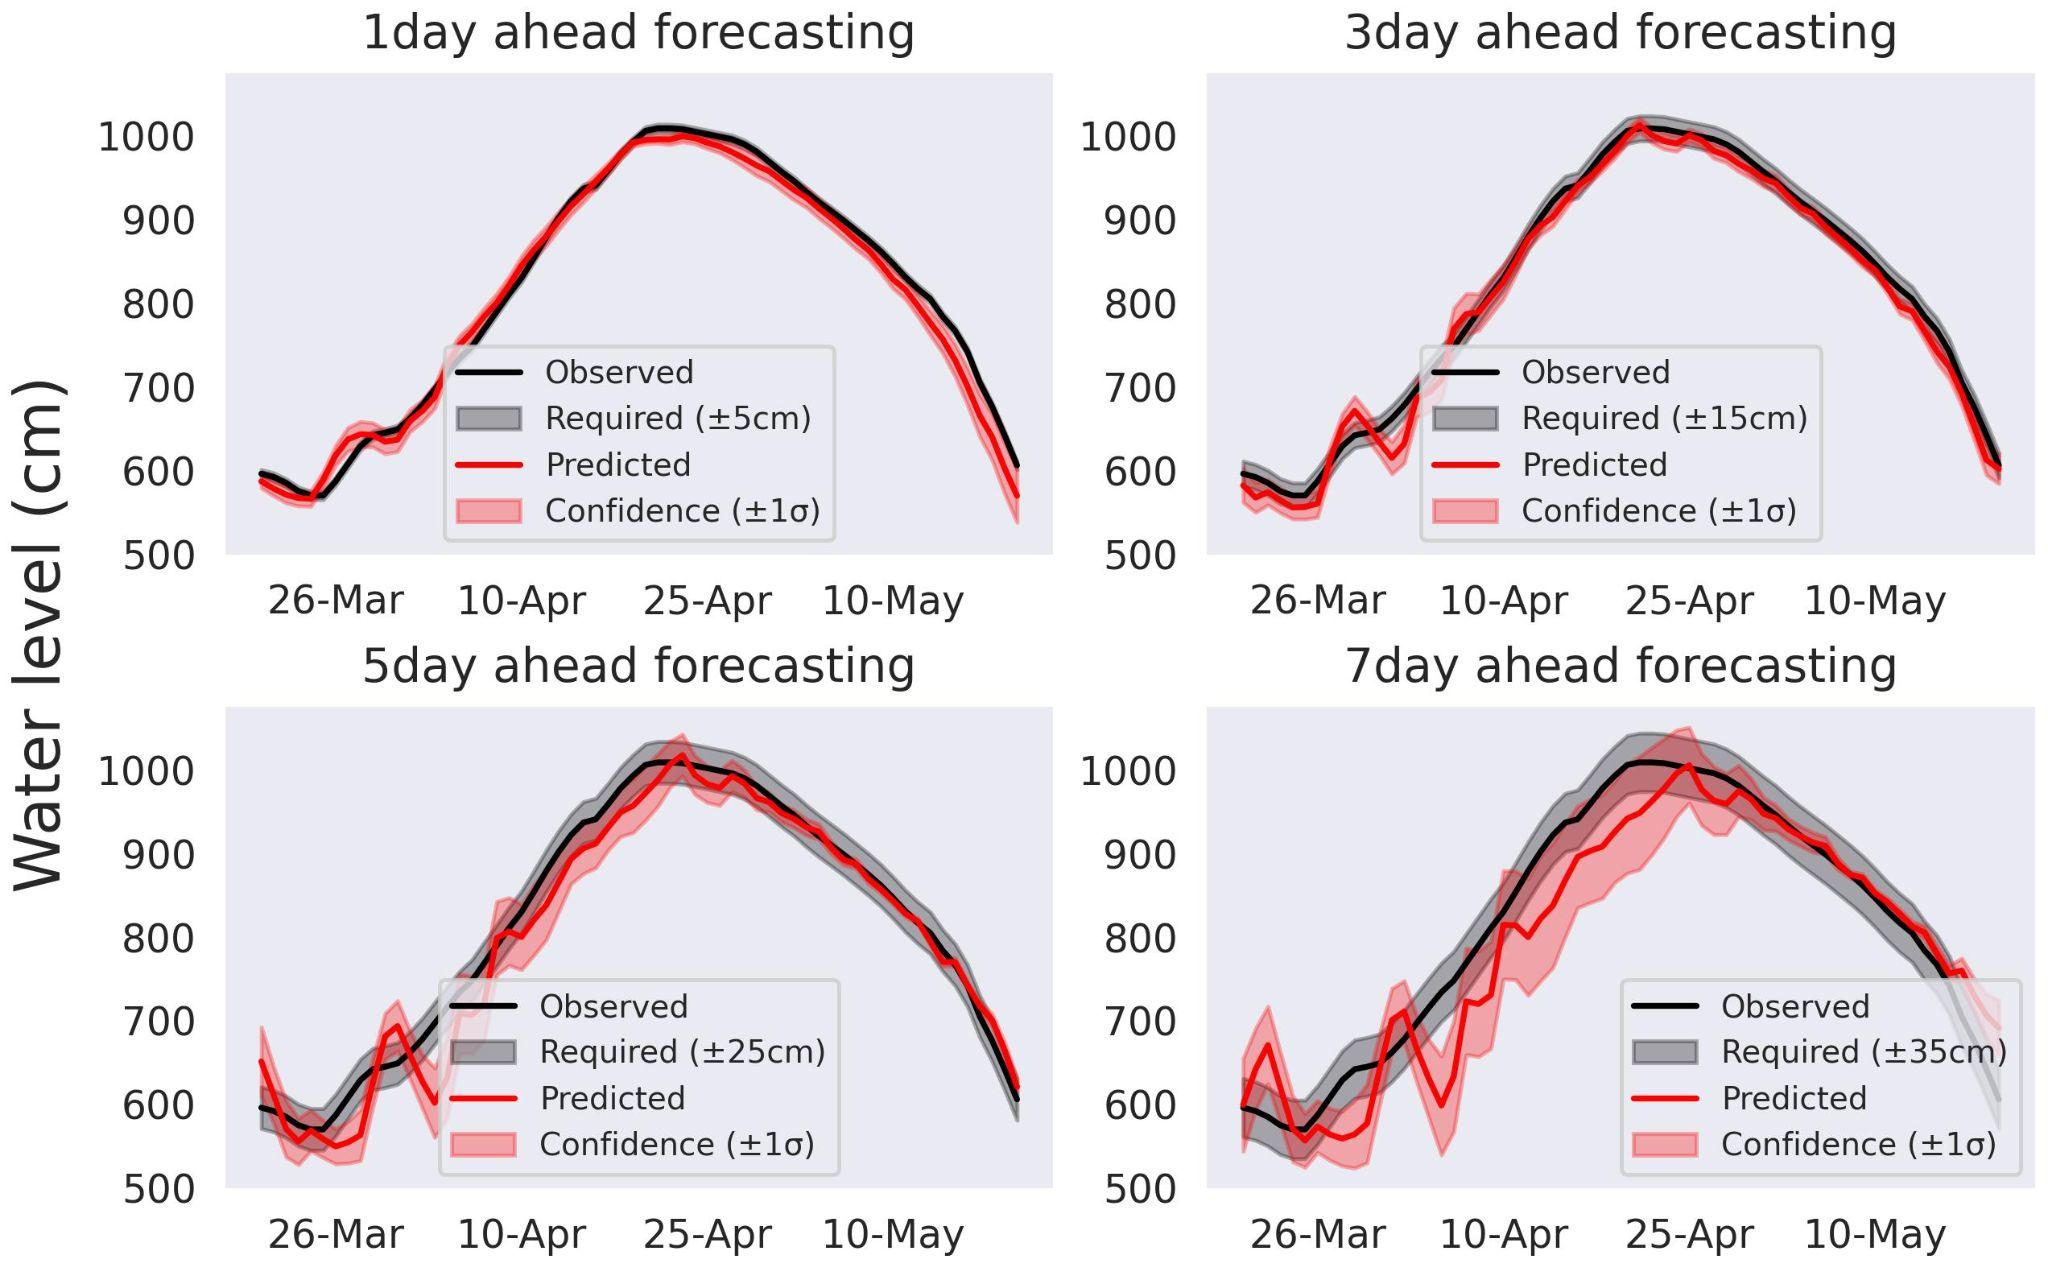 Water level (cm)
1day ahead forecasting
1000
900
800
700
600
500
26-Mar 10-Apr 25-Apr 10-May
Observed
Required (±5cm)
Predicted
Confidence (±1σ)
3day ahead forecasting
1000
900
800
700
600
500
26-Mar 10-Apr 25-Apr 10-May
Observed
Required (±15cm)
Predicted
Confidence (±1σ)
5day ahead forecasting
1000
900
800
700
600
500
26-Mar 10-Apr 25-Apr 10-May
Observed
Required (±25cm)
Predicted
Confidence (±1σ)
7day ahead forecasting
1000
900
800
700
600
500
26-Mar 10-Apr 25-Apr 10-May
Observed
Required (±35cm)
Predicted
Confidence (±1σ)